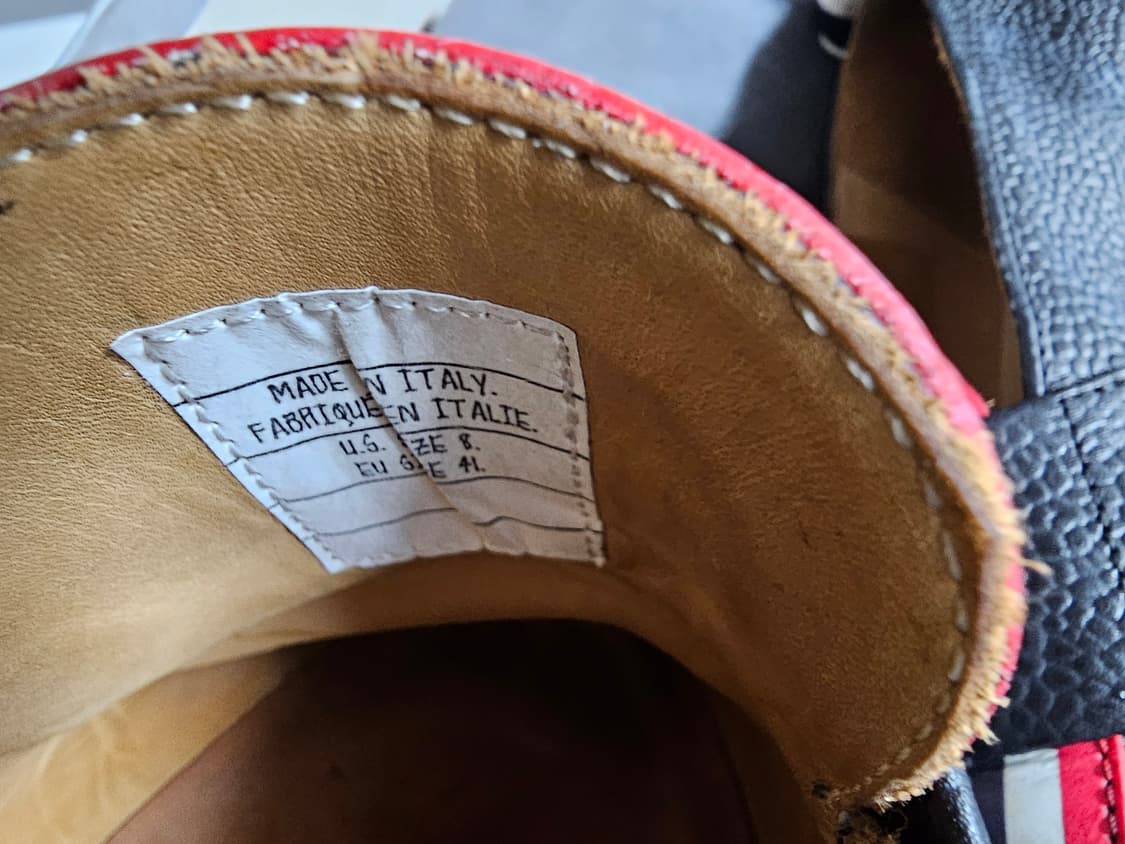 MADE IN ITALY.
FABRIQUE EN ITALIE.
U.S. SIZE 8.
EU SIZE 41.